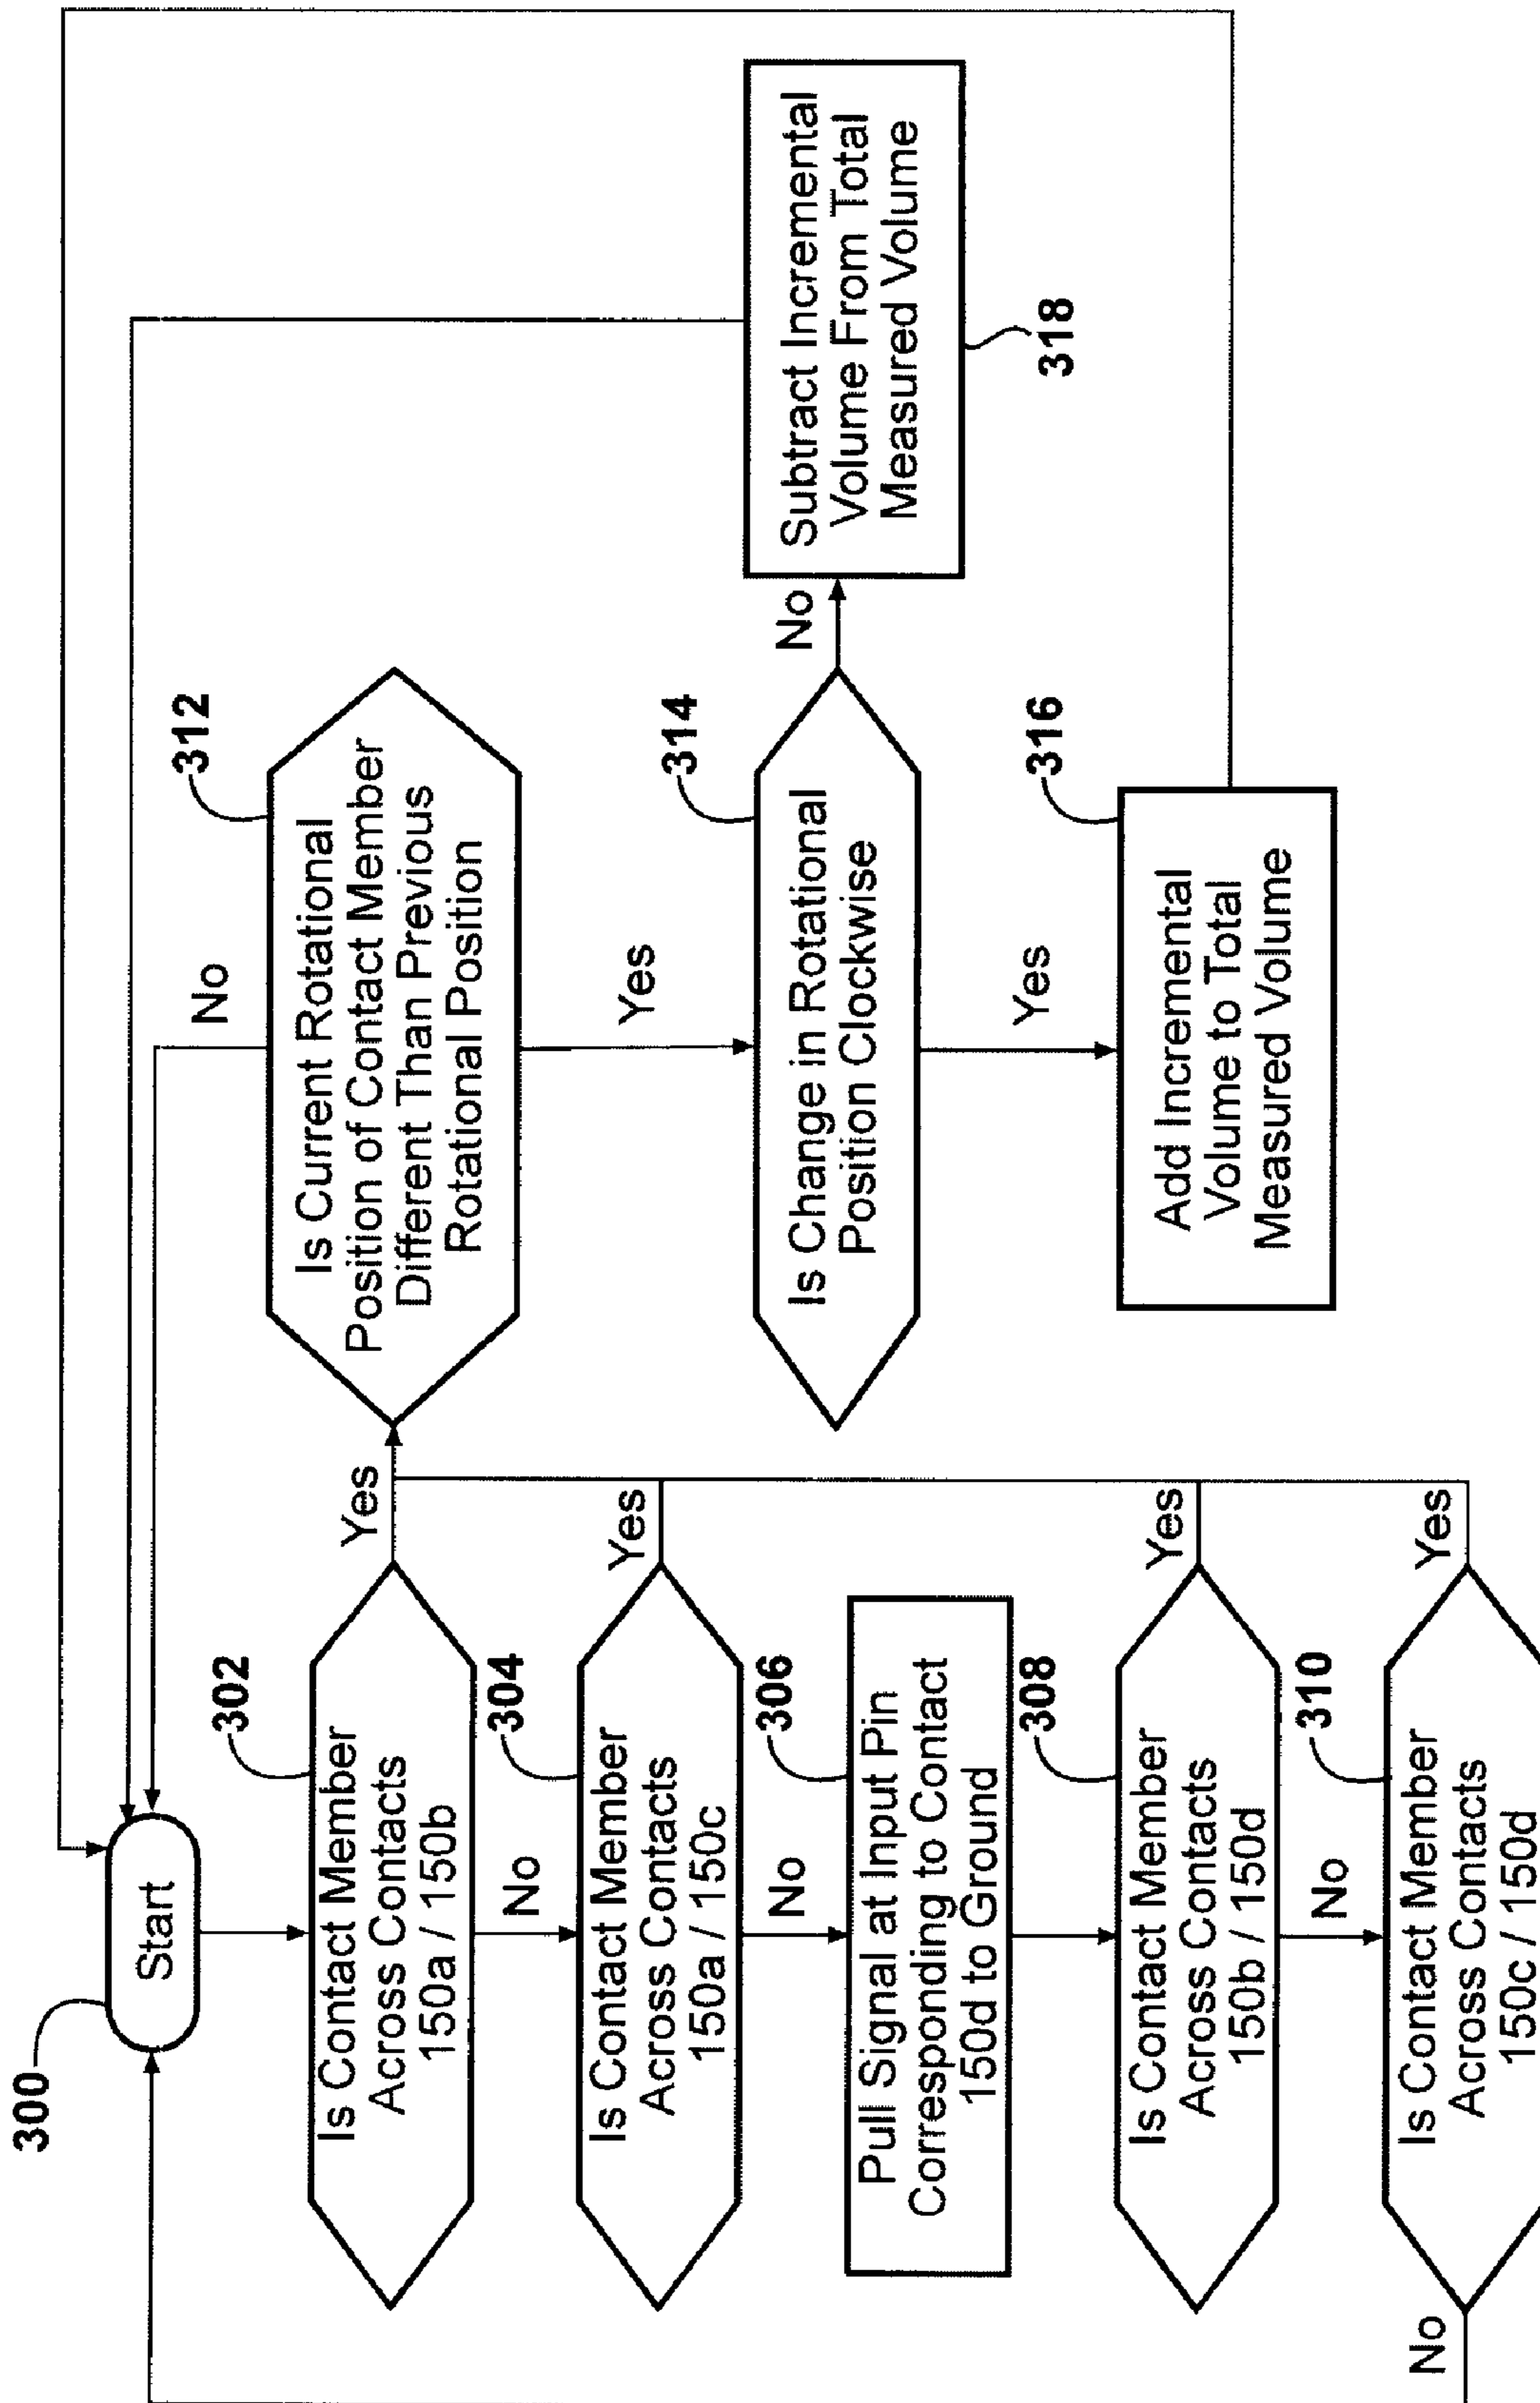 300
Start
302
Is Contact Member
Across Contacts
150a / 150b
Yes
No
304
Is Contact Member
Across Contacts
150a / 150c
Yes
No
306
Pull Signal at Input Pin
Corresponding to Contact
150d to Ground
308
Is Contact Member
Across Contacts
150b / 150d
Yes
No
310
Is Contact Member
Across Contacts
150c / 150d
Yes
No
312
Is Current Rotational
Position of Contact Member
Different Than Previous
Rotational Position
No
Yes
314
Is Change in Rotational
Position Clockwise
No
Yes
316
Add Incremental
Volume to Total
Measured Volume
Subtract Incremental
Volume From Total
Measured Volume
318